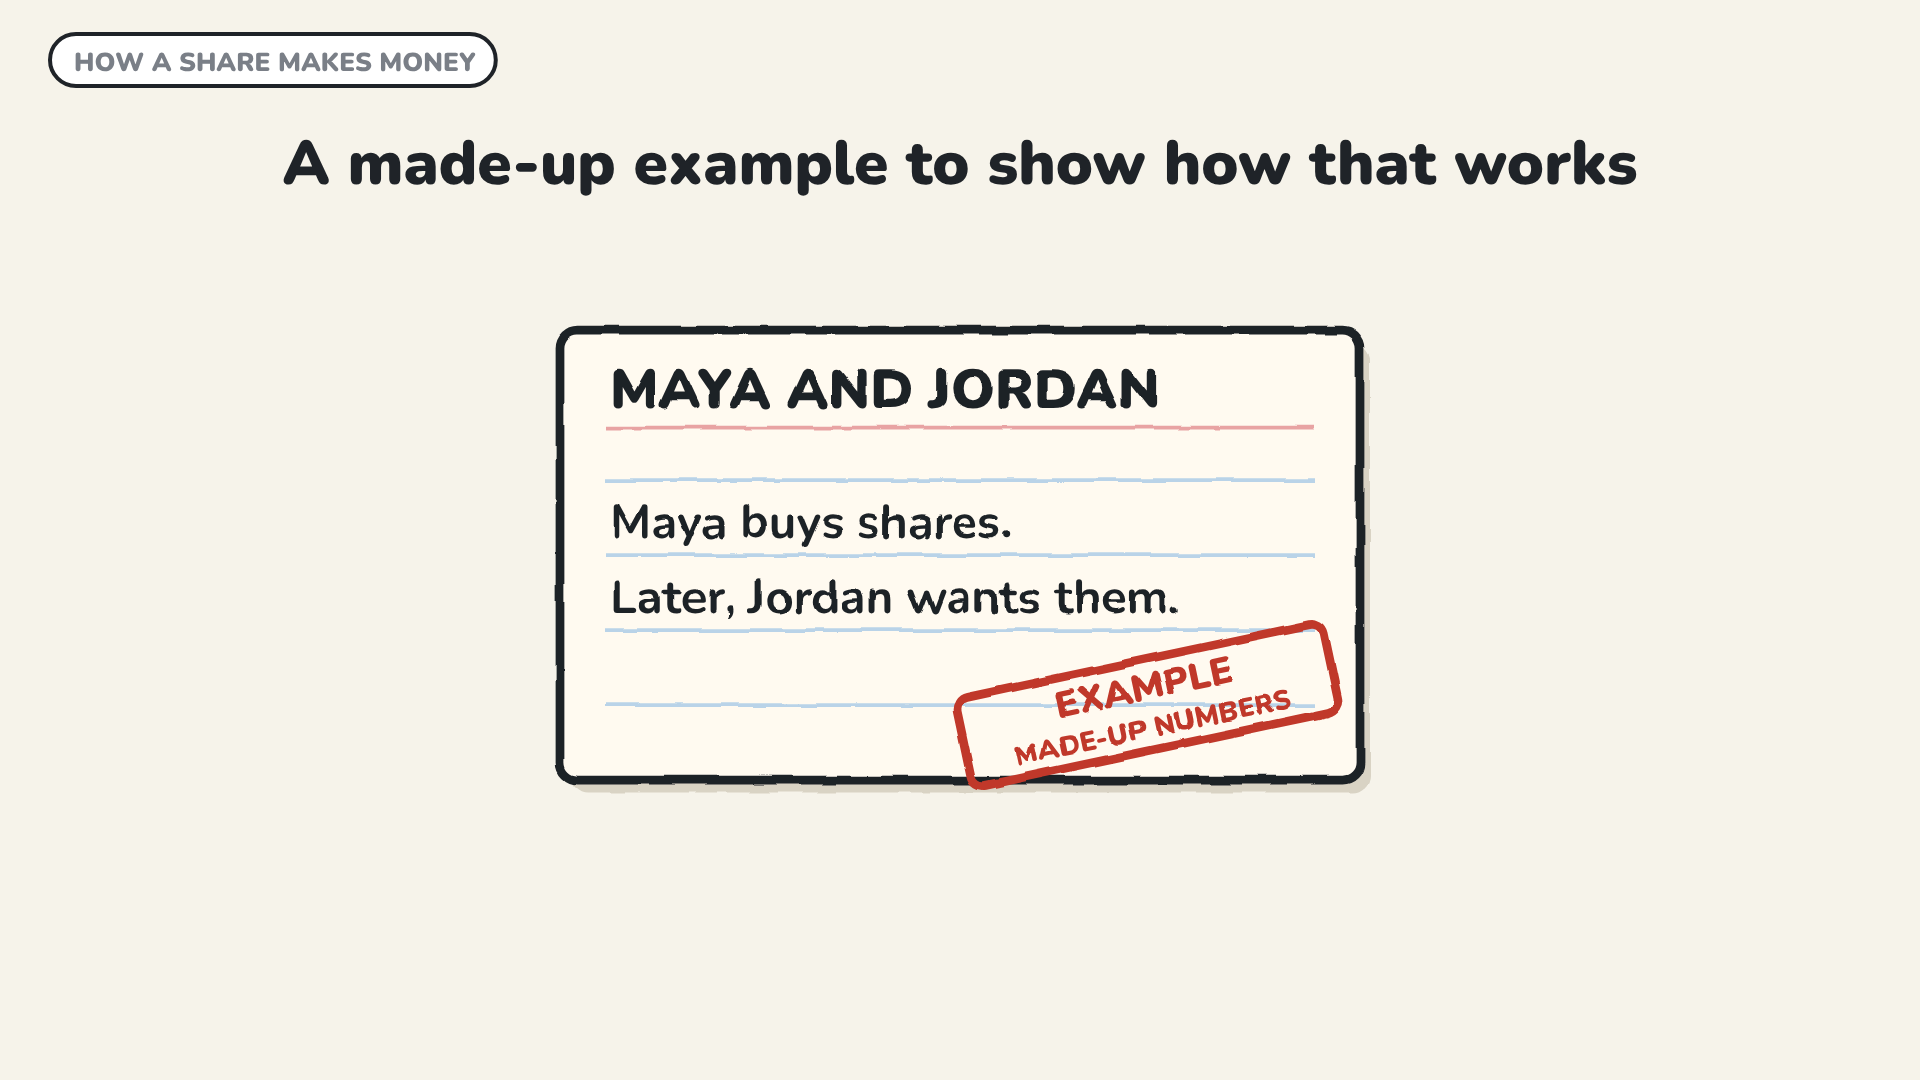 HOW A SHARE MAKES MONEY
A made-up example to show how that works
MAYA AND JORDAN
Maya buys shares.
Later, Jordan wants them.
EXAMPLE
MADE-UP NUMBERS